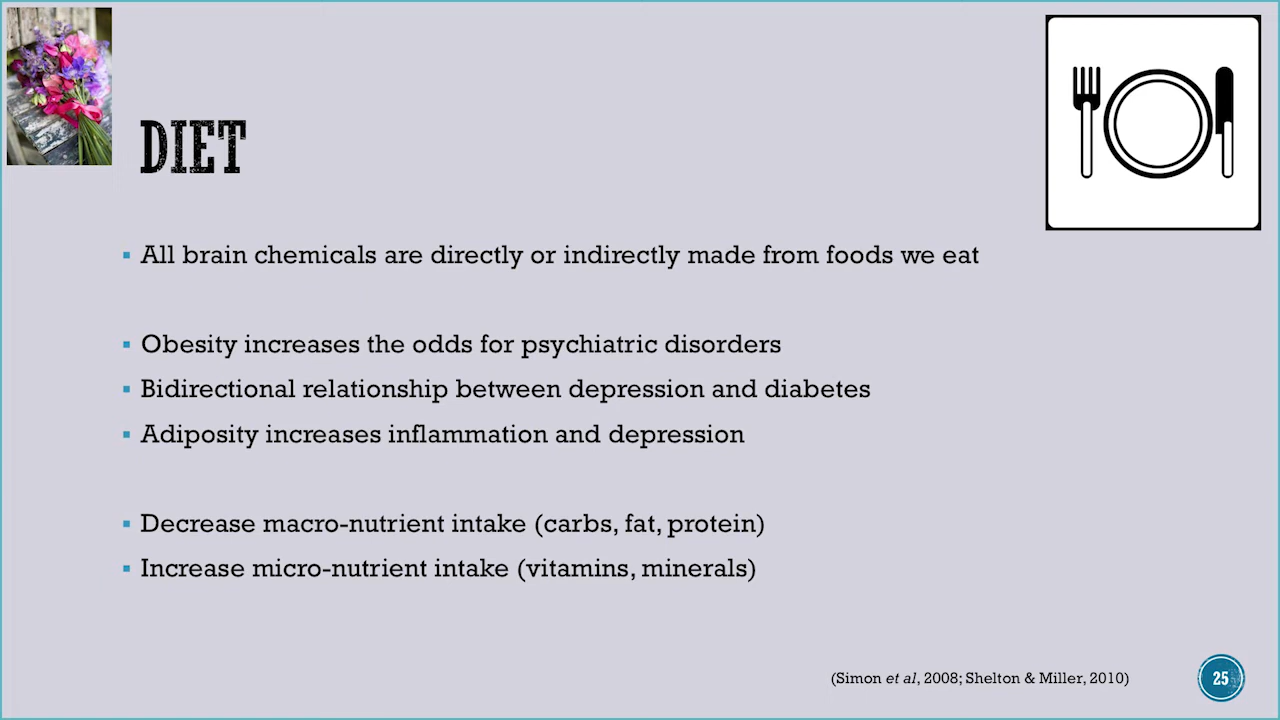 DIET
▪ All brain chemicals are directly or indirectly made from foods we eat
▪ Obesity increases the odds for psychiatric disorders
▪ Bidirectional relationship between depression and diabetes
▪ Adiposity increases inflammation and depression
▪ Decrease macro-nutrient intake (carbs, fat, protein)
▪ Increase micro-nutrient intake (vitamins, minerals)
(Simon et al, 2008; Shelton & Miller, 2010)
25